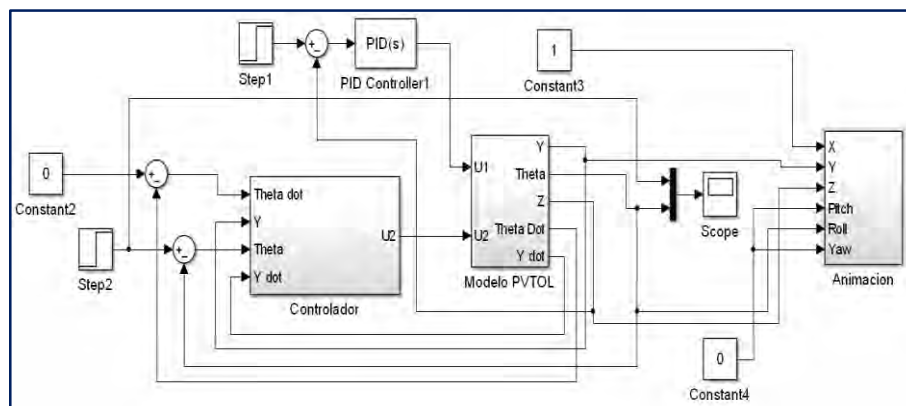 Step1
+
PID(s)
PID Controller1
1
Constant3
0
Constant2
Step2
+
Theta dot
Y
Theta
Y dot
U2
Controlador
U1
U2
Y
Theta
Z
Theta Dot
Y dot
Modelo PVTOL
Scope
X
Y
Z
Pitch
Roll
Yaw
Animacion
0
Constant4